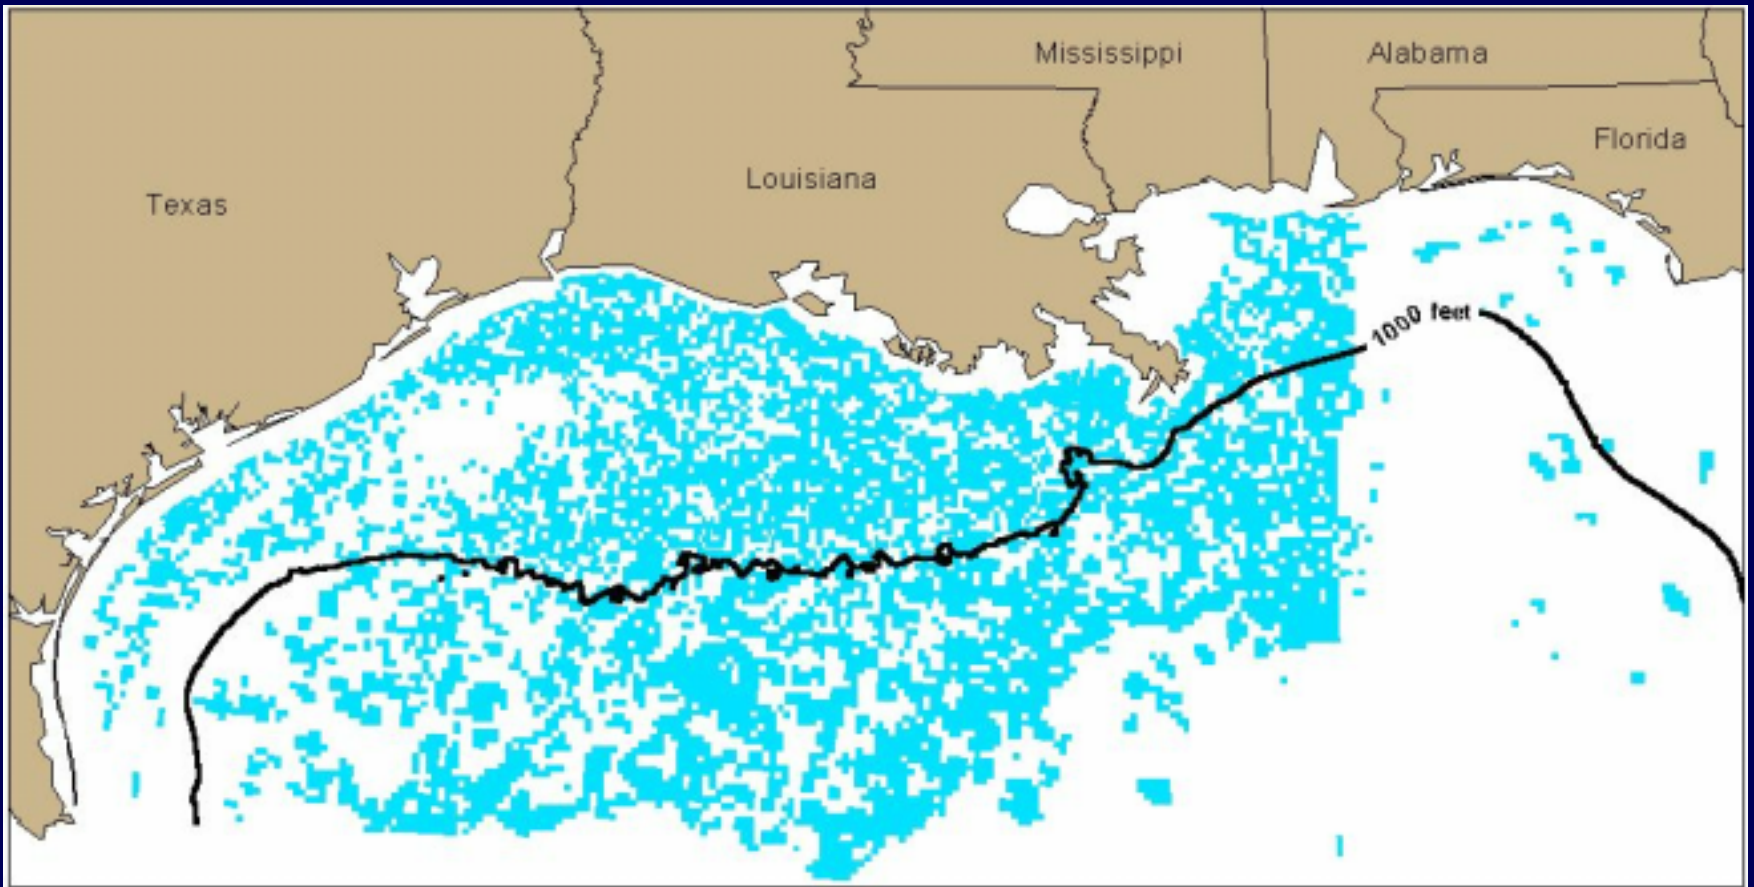 Mississippi
Alabama
Florida
Louisiana
Texas
1000 feet